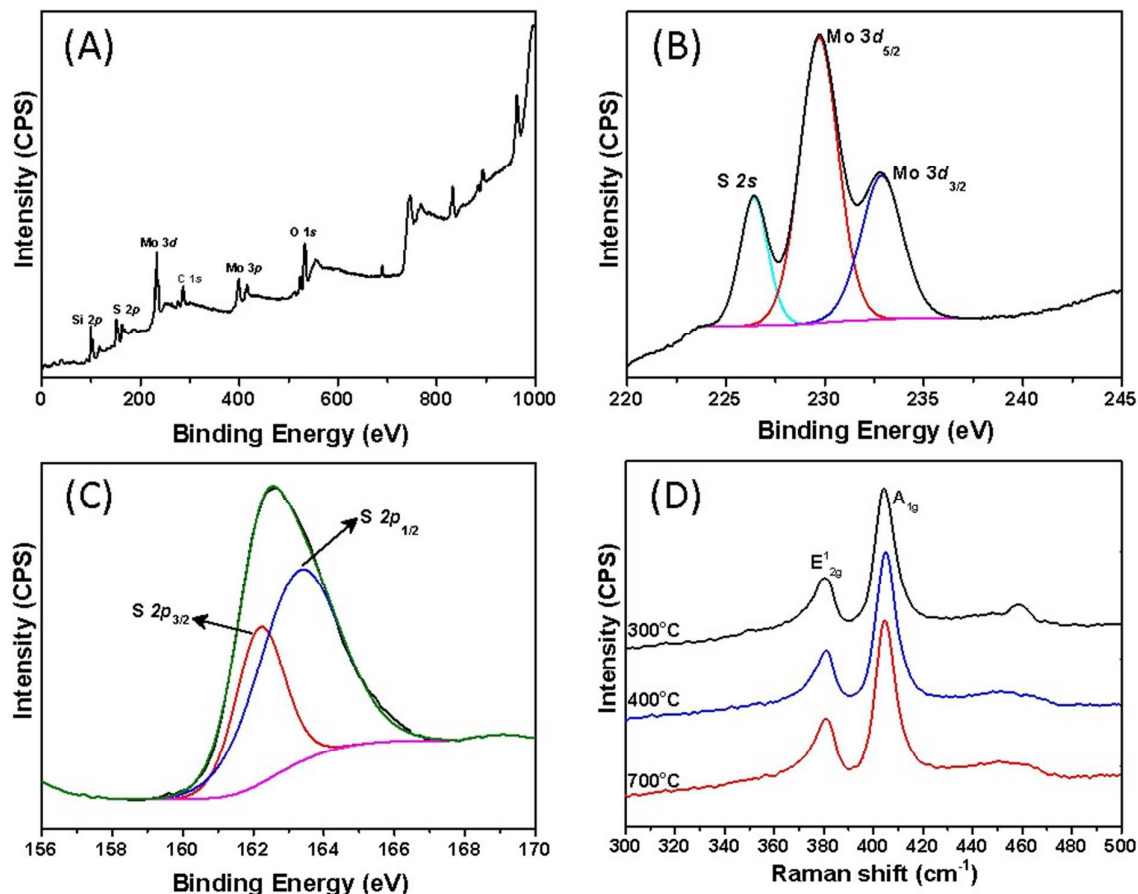 (A)
Intensity (CPS)
Si 2p
S 2p
Mo 3d
C 1s
Mo 3p
O 1s
0 200 400 600 800 1000
Binding Energy (eV)
(B)
Intensity (CPS)
S 2s
Mo 3d5/2
Mo 3d3/2
220 225 230 235 240 245
Binding Energy (eV)
(C)
Intensity (CPS)
S 2p1/2
S 2p3/2
156 158 160 162 164 166 168 170
Binding Energy (eV)
(D)
Intensity (CPS)
A1g
E¹2g
300°C
400°C
700°C
300 320 340 360 380 400 420 440 460 480 500
Raman shift (cm⁻¹)